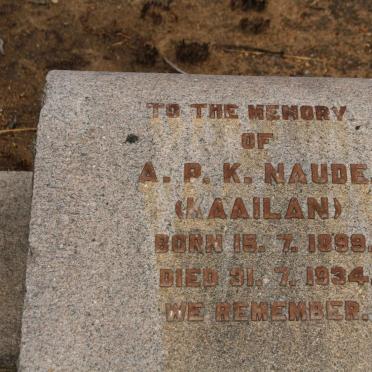 TO THE MEMORY
OF
A. P. K. NAUDE.
(KAAILAN)
BORN 15. 7. 1899.
DIED 31. 7. 1934.
WE REMEMBER.